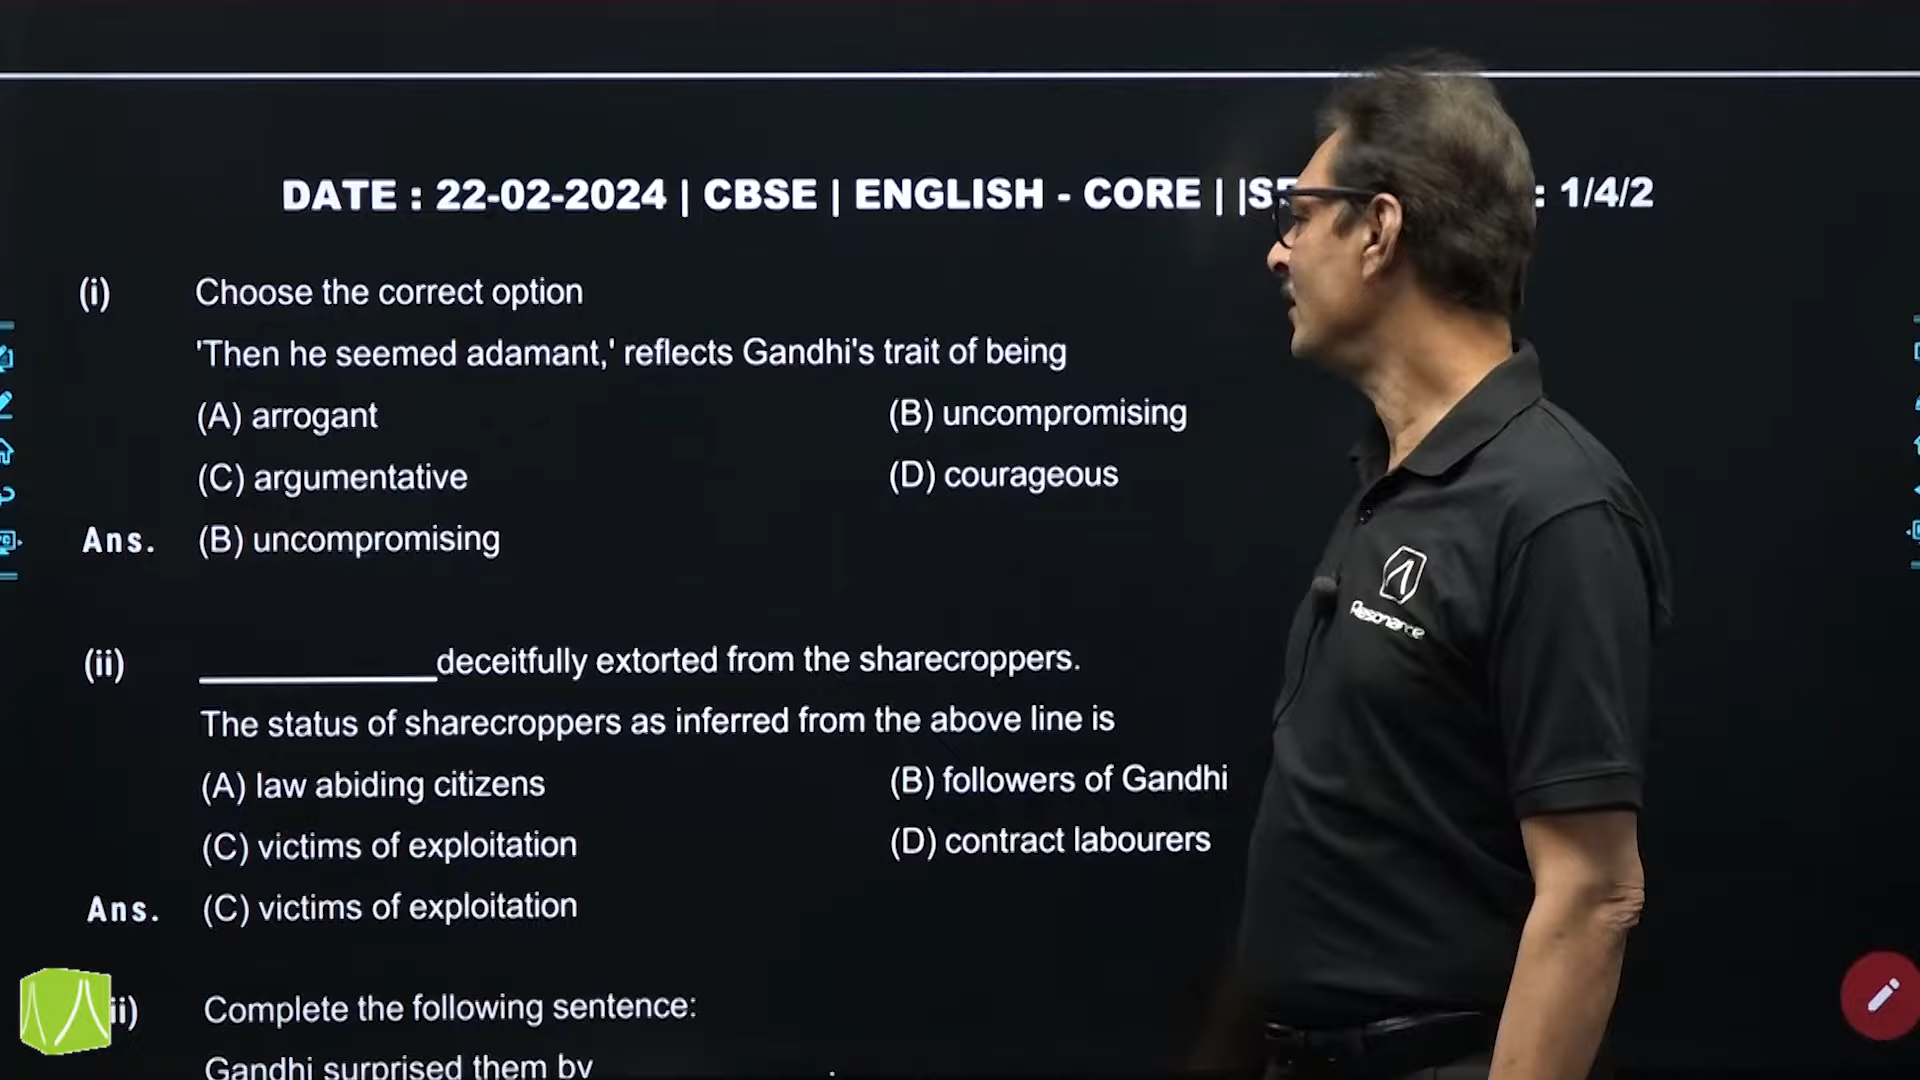 DATE : 22-02-2024 | CBSE | ENGLISH - CORE | |S : 1/4/2
(i) Choose the correct option
'Then he seemed adamant,' reflects Gandhi's trait of being
(A) arrogant (B) uncompromising
(C) argumentative (D) courageous
Ans. (B) uncompromising
(ii) ____________deceitfully extorted from the sharecroppers.
The status of sharecroppers as inferred from the above line is
(A) law abiding citizens (B) followers of Gandhi
(C) victims of exploitation (D) contract labourers
Ans. (C) victims of exploitation
ii) Complete the following sentence:
Gandhi surprised them by .
Resonance